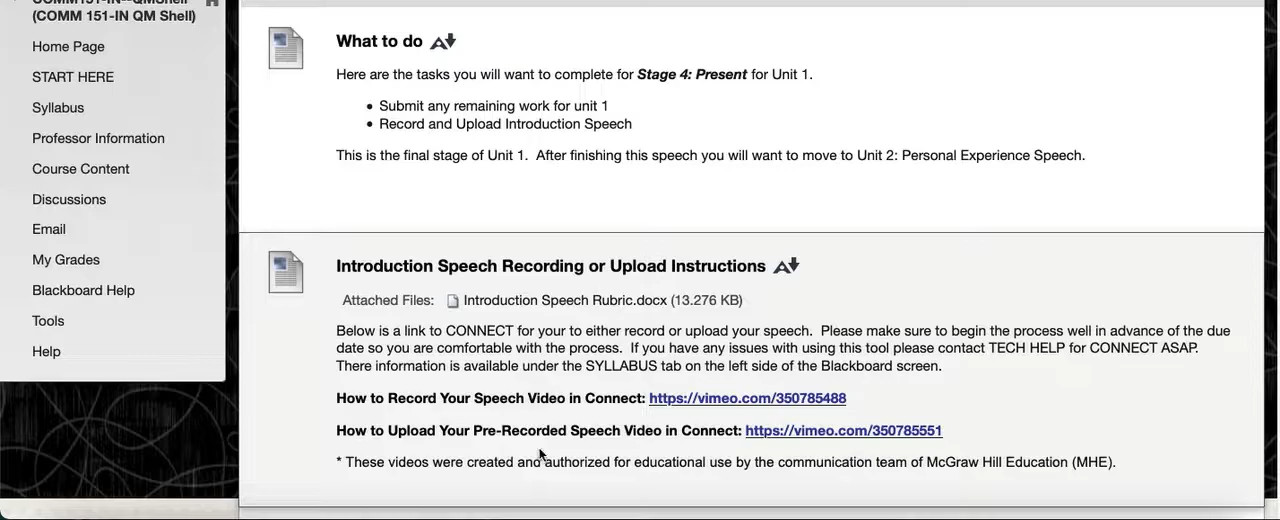 COMM151-IN--QMShell
(COMM 151-IN QM Shell)
Home Page
START HERE
Syllabus
Professor Information
Course Content
Discussions
Email
My Grades
Blackboard Help
Tools
Help
What to do
Here are the tasks you will want to complete for Stage 4: Present for Unit 1.
• Submit any remaining work for unit 1
• Record and Upload Introduction Speech
This is the final stage of Unit 1. After finishing this speech you will want to move to Unit 2: Personal Experience Speech.
Introduction Speech Recording or Upload Instructions
Attached Files: Introduction Speech Rubric.docx (13.276 KB)
Below is a link to CONNECT for your to either record or upload your speech. Please make sure to begin the process well in advance of the due
date so you are comfortable with the process. If you have any issues with using this tool please contact TECH HELP for CONNECT ASAP.
There information is available under the SYLLABUS tab on the left side of the Blackboard screen.
How to Record Your Speech Video in Connect: https://vimeo.com/350785488
How to Upload Your Pre-Recorded Speech Video in Connect: https://vimeo.com/350785551
* These videos were created and authorized for educational use by the communication team of McGraw Hill Education (MHE).